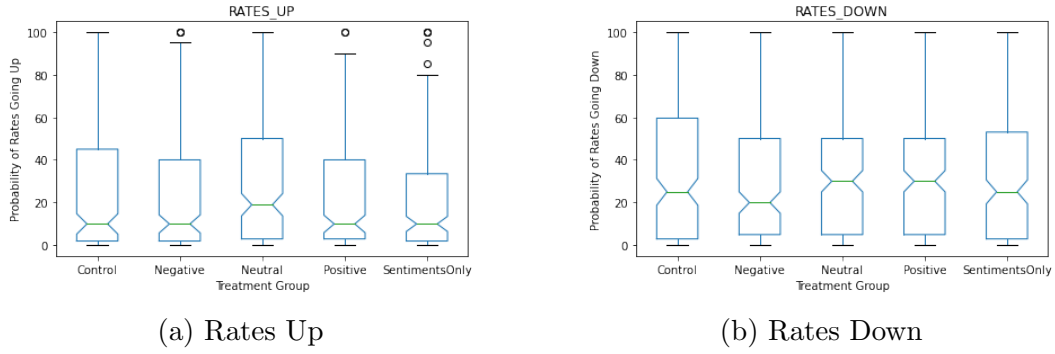 RATES_UP
Probability of Rates Going Up
100
80
60
40
20
0
Control Negative Neutral Positive SentimentsOnly
Treatment Group
(a) Rates Up
RATES_DOWN
Probability of Rates Going Down
100
80
60
40
20
0
Control Negative Neutral Positive SentimentsOnly
Treatment Group
(b) Rates Down